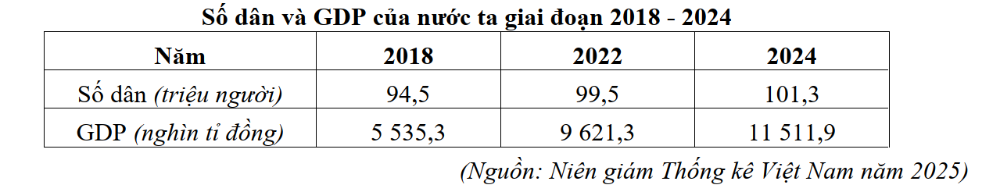 Số dân và GDP của nước ta giai đoạn 2018 - 2024
Năm 2018 2022 2024
Số dân (triệu người) 94,5 99,5 101,3
GDP (nghìn tỉ đồng) 5 535,3 9 621,3 11 511,9
(Nguồn: Niên giám Thống kê Việt Nam năm 2025)